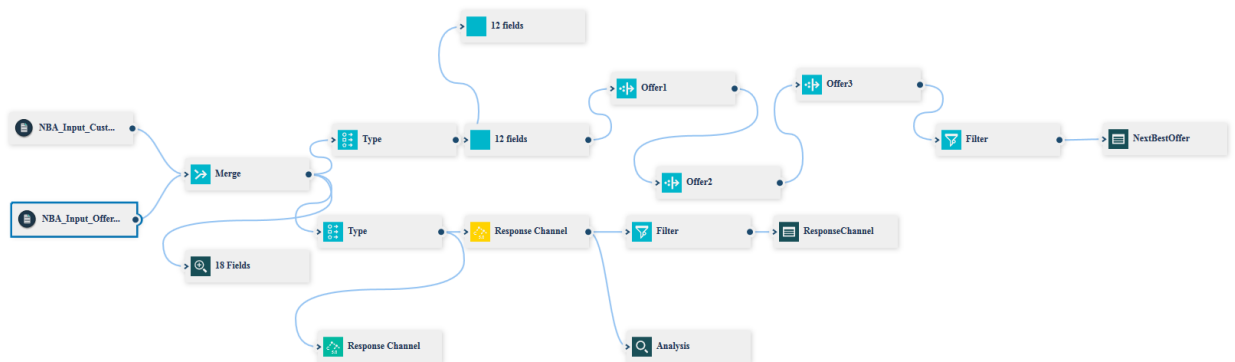 12 fields
Offer1
Offer3
NBA_Input_Cust...
Type
12 fields
Filter
NextBestOffer
Merge
Offer2
NBA_Input_Offer...
Type
Response Channel
Filter
ResponseChannel
18 Fields
Response Channel
Analysis